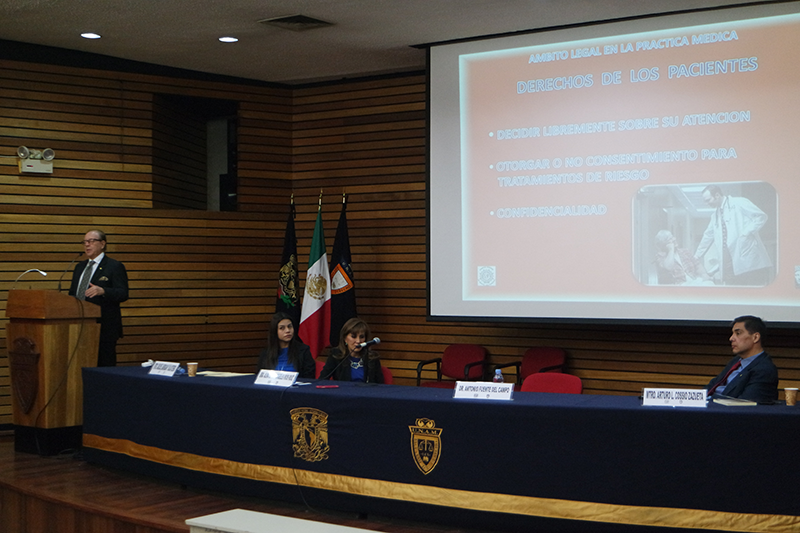 AMBITO LEGAL EN LA PRACTICA MEDICA
DERECHOS DE LOS PACIENTES
• DECIDIR LIBREMENTE SOBRE SU ATENCION
• OTORGAR O NO CONSENTIMIENTO PARA
TRATAMIENTOS DE RIESGO
• CONFIDENCIALIDAD
DR. ANTONIO FUENTE DEL CAMPO
MTRO. ARTURO L. COSSIO ZAZUETA
U.N.A.M.